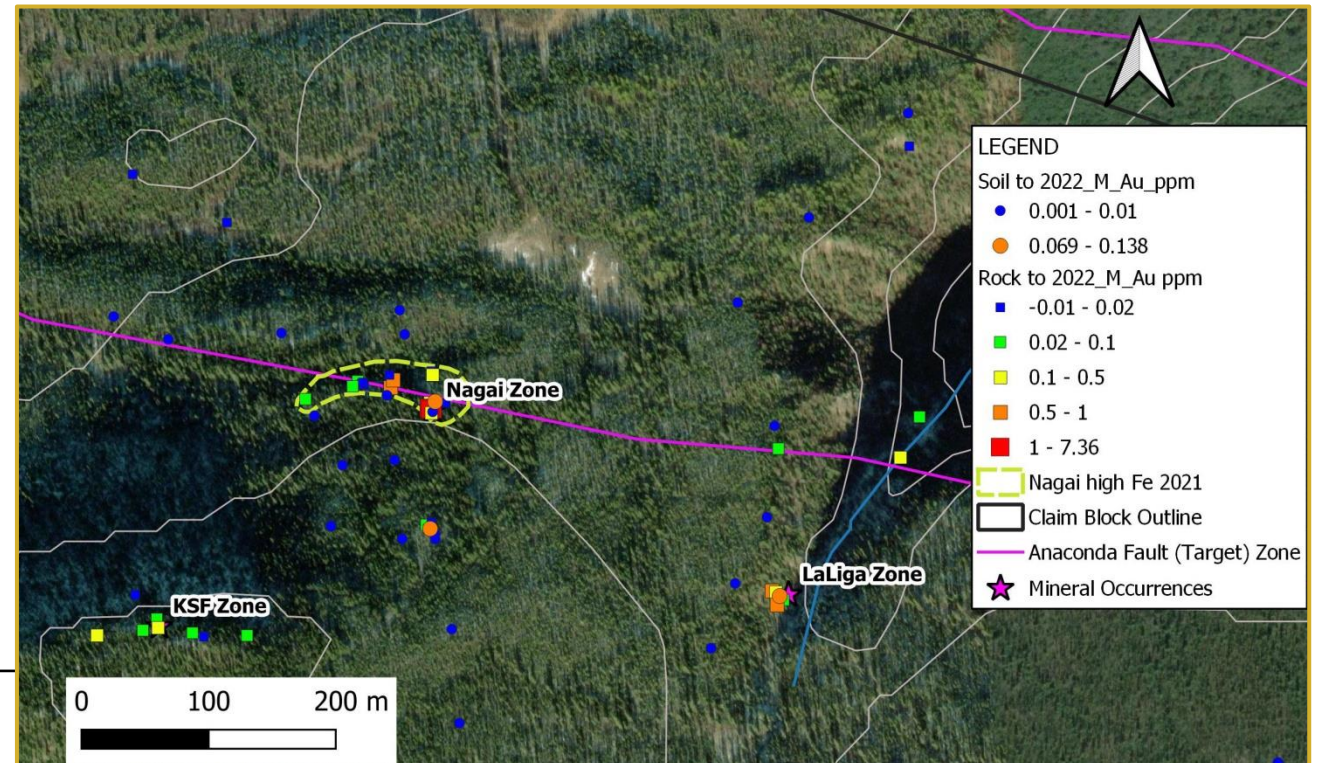 LEGEND
Soil to 2022_M_Au_ppm
0.001 - 0.01
0.069 - 0.138
Rock to 2022_M_Au ppm
-0.01 - 0.02
0.02 - 0.1
0.1 - 0.5
0.5 - 1
1 - 7.36
Nagai high Fe 2021
Claim Block Outline
Anaconda Fault (Target) Zone
Mineral Occurrences
Nagai Zone
LaLiga Zone
KSF Zone
0 100 200 m